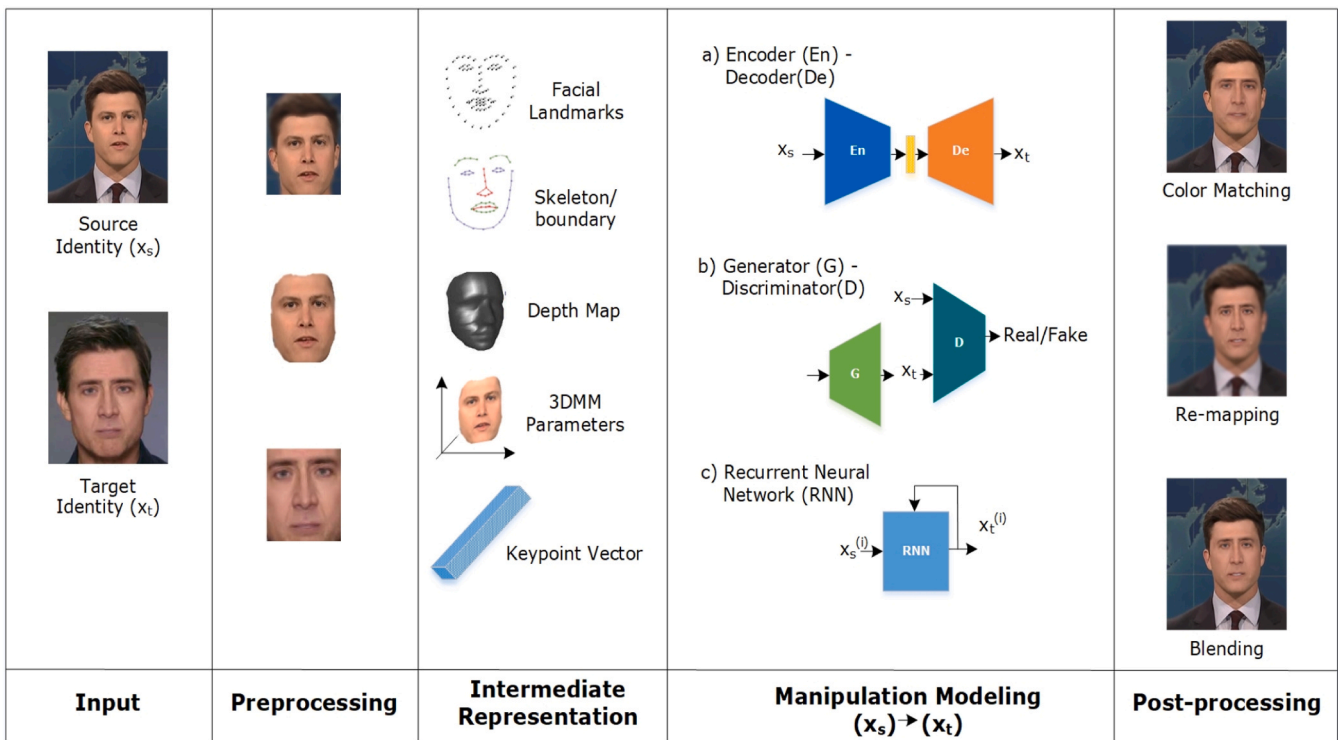 Source
Identity (xₛ)
Target
Identity (xₜ)
Input
Preprocessing
Facial
Landmarks
Skeleton/
boundary
Depth Map
3DMM
Parameters
Keypoint Vector
Intermediate
Representation
a) Encoder (En) -
Decoder(De)
xₛ
En
De
xₜ
b) Generator (G) -
Discriminator(D)
xₛ
G
xₜ
D
Real/Fake
c) Recurrent Neural
Network (RNN)
xₛ⁽ⁱ⁾
RNN
xₜ⁽ⁱ⁾
Manipulation Modeling
(xₛ)→(xₜ)
Color Matching
Re-mapping
Blending
Post-processing